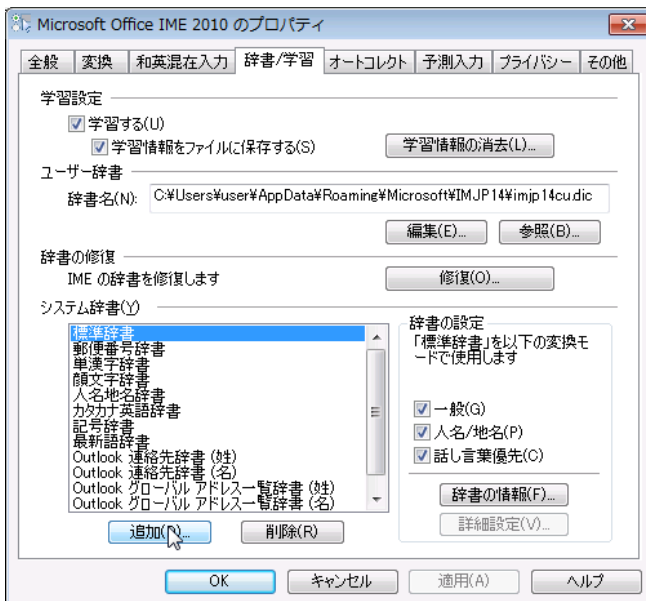 Microsoft Office IME 2010 のプロパティ
全般 変換 和英混在入力 辞書/学習 オートコレクト 予測入力 プライバシー その他
学習設定
学習する(U)
学習情報をファイルに保存する(S) 学習情報の消去(L)...
ユーザー辞書
辞書名(N): C:¥Users¥user¥AppData¥Roaming¥Microsoft¥IMJP14¥imjp14cu.dic
編集(E)... 参照(B)...
辞書の修復
IME の辞書を修復します 修復(O)...
システム辞書(Y)
標準辞書
郵便番号辞書
単漢字辞書
顔文字辞書
人名地名辞書
カタカナ英語辞書
記号辞書
最新語辞書
Outlook 連絡先辞書 (姓)
Outlook 連絡先辞書 (名)
Outlook グローバル アドレス一覧辞書 (姓)
Outlook グローバル アドレス一覧辞書 (名)
追加( )... 削除(R)
辞書の設定
「標準辞書」を以下の変換モ
ードで使用します
一般(G)
人名/地名(P)
話し言葉優先(C)
辞書の情報(F)...
詳細設定(V)...
OK キャンセル 適用(A) ヘルプ